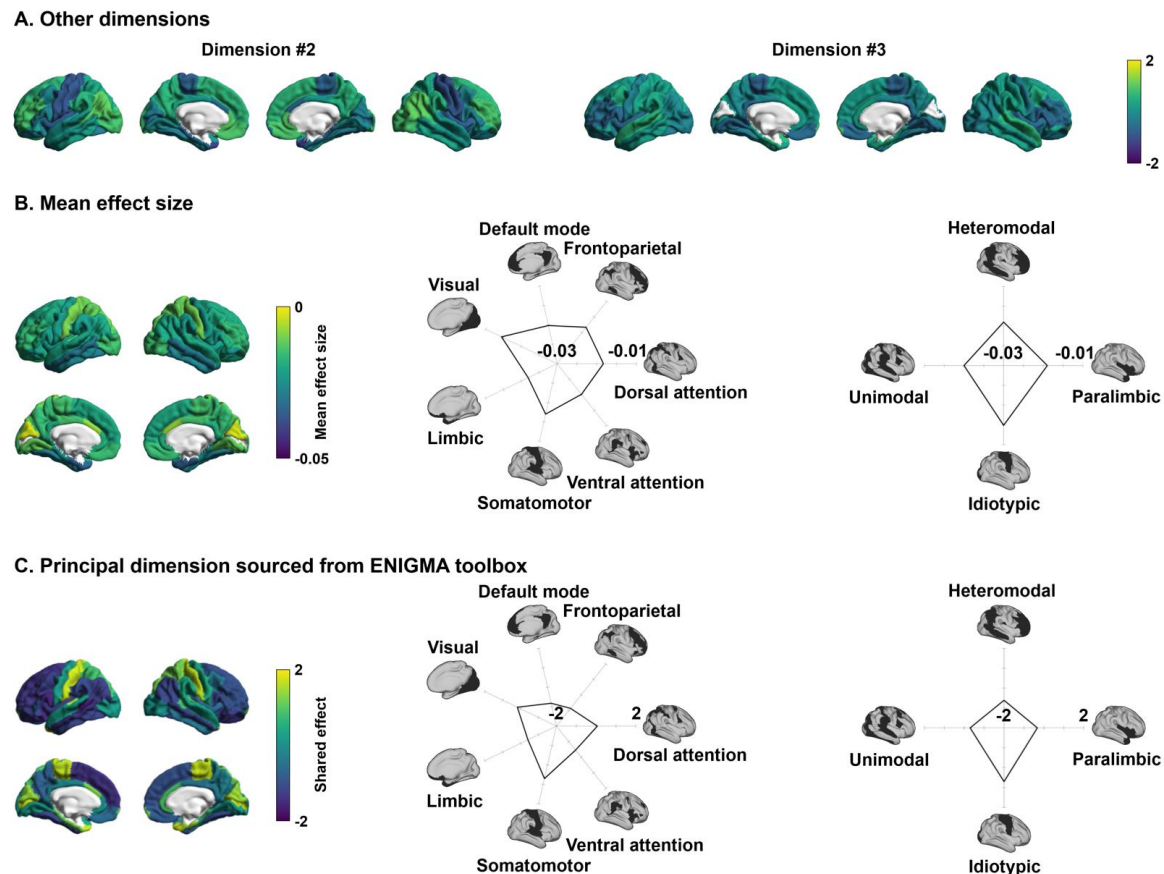 A. Other dimensions
Dimension #2
Dimension #3
2
-2
B. Mean effect size
0
Mean effect size
-0.05
Default mode
Frontoparietal
Visual
-0.03
-0.01
Dorsal attention
Limbic
Ventral attention
Somatomotor
Heteromodal
-0.03
-0.01
Unimodal
Paralimbic
Idiotypic
C. Principal dimension sourced from ENIGMA toolbox
2
Shared effect
-2
Default mode
Frontoparietal
Visual
-2
2
Dorsal attention
Limbic
Ventral attention
Somatomotor
Heteromodal
-2
2
Unimodal
Paralimbic
Idiotypic